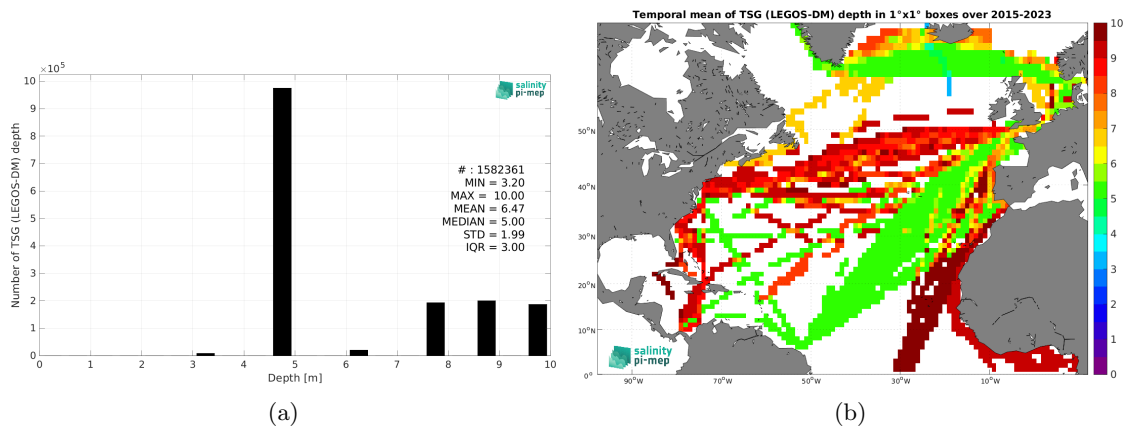 Temporal mean of TSG (LEGOS-DM) depth in 1°x1° boxes over 2015-2023
×10⁵
10
9
8
7
6
5
4
3
2
1
0
Number of TSG (LEGOS-DM) depth
salinity
pi-mep
# : 1582361
MIN = 3.20
MAX = 10.00
MEAN = 6.47
MEDIAN = 5.00
STD = 1.99
IQR = 3.00
0 1 2 3 4 5 6 7 8 9 10
Depth [m]
(a)
50°N
40°N
30°N
20°N
10°N
0°
90°W 70°W 50°W 30°W 10°W
salinity
pi-mep
10
9
8
7
6
5
4
3
2
1
0
(b)